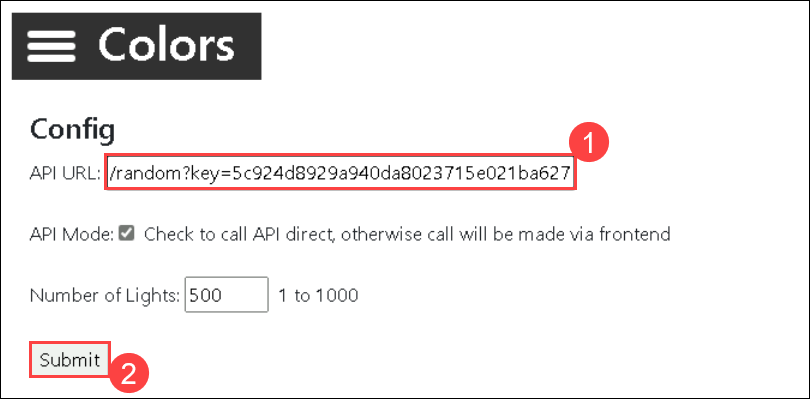 Colors
Config
1
API URL: /random?key=5c924d8929a940da8023715e021ba627
API Mode: Check to call API direct, otherwise call will be made via frontend
Number of Lights: 500 1 to 1000
Submit
2